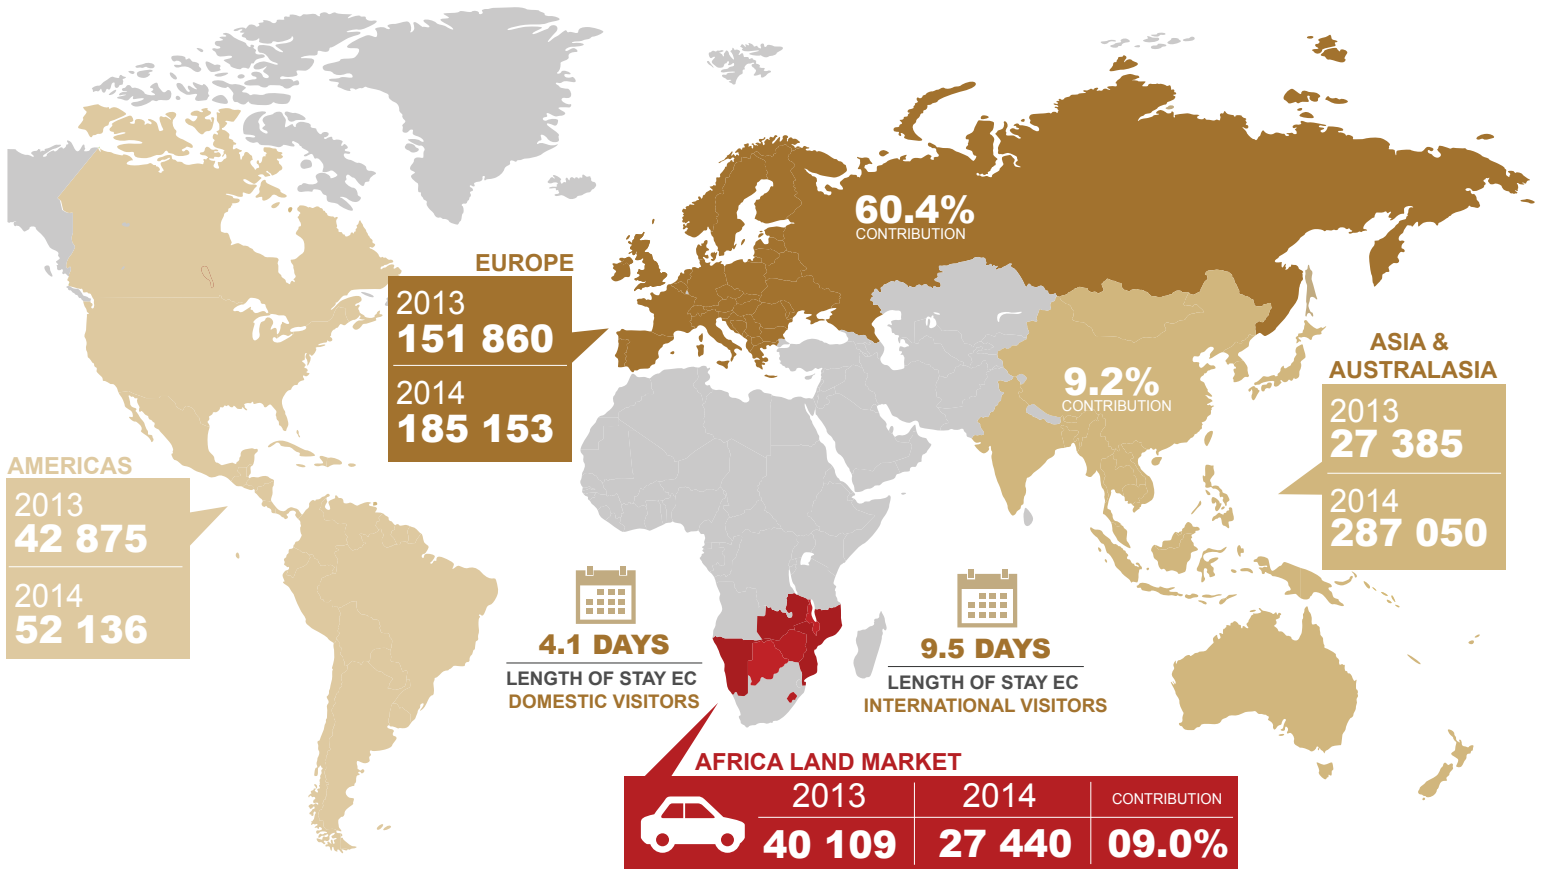 60.4%
CONTRIBUTION
EUROPE
2013
151 860
2014
185 153
9.2%
CONTRIBUTION
ASIA &
AUSTRALASIA
2013
27 385
2014
287 050
AMERICAS
2013
42 875
2014
52 136
4.1 DAYS
LENGTH OF STAY EC
DOMESTIC VISITORS
9.5 DAYS
LENGTH OF STAY EC
INTERNATIONAL VISITORS
AFRICA LAND MARKET
2013 2014 CONTRIBUTION
40 109 27 440 09.0%